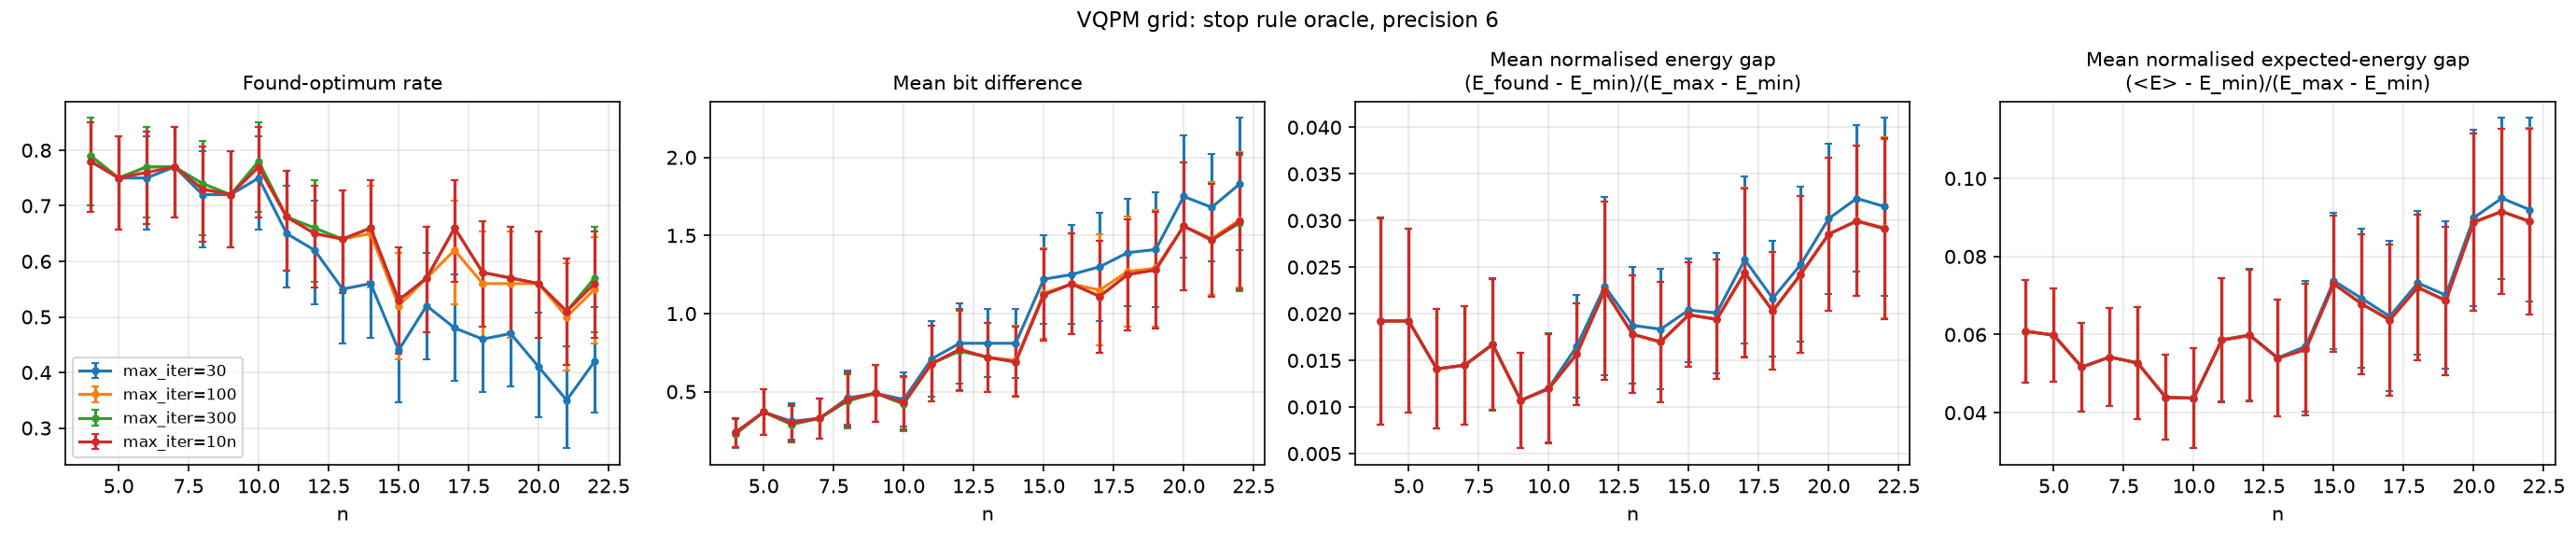 VQPM grid: stop rule oracle, precision 6
Found-optimum rate
0.8
0.7
0.6
0.5
0.4
0.3
max_iter=30
max_iter=100
max_iter=300
max_iter=10n
5.0 7.5 10.0 12.5 15.0 17.5 20.0 22.5
n
Mean bit difference
2.0
1.5
1.0
0.5
5.0 7.5 10.0 12.5 15.0 17.5 20.0 22.5
n
Mean normalised energy gap
(E_found - E_min)/(E_max - E_min)
0.040
0.035
0.030
0.025
0.020
0.015
0.010
0.005
5.0 7.5 10.0 12.5 15.0 17.5 20.0 22.5
n
Mean normalised expected-energy gap
(<E> - E_min)/(E_max - E_min)
0.10
0.08
0.06
0.04
5.0 7.5 10.0 12.5 15.0 17.5 20.0 22.5
n